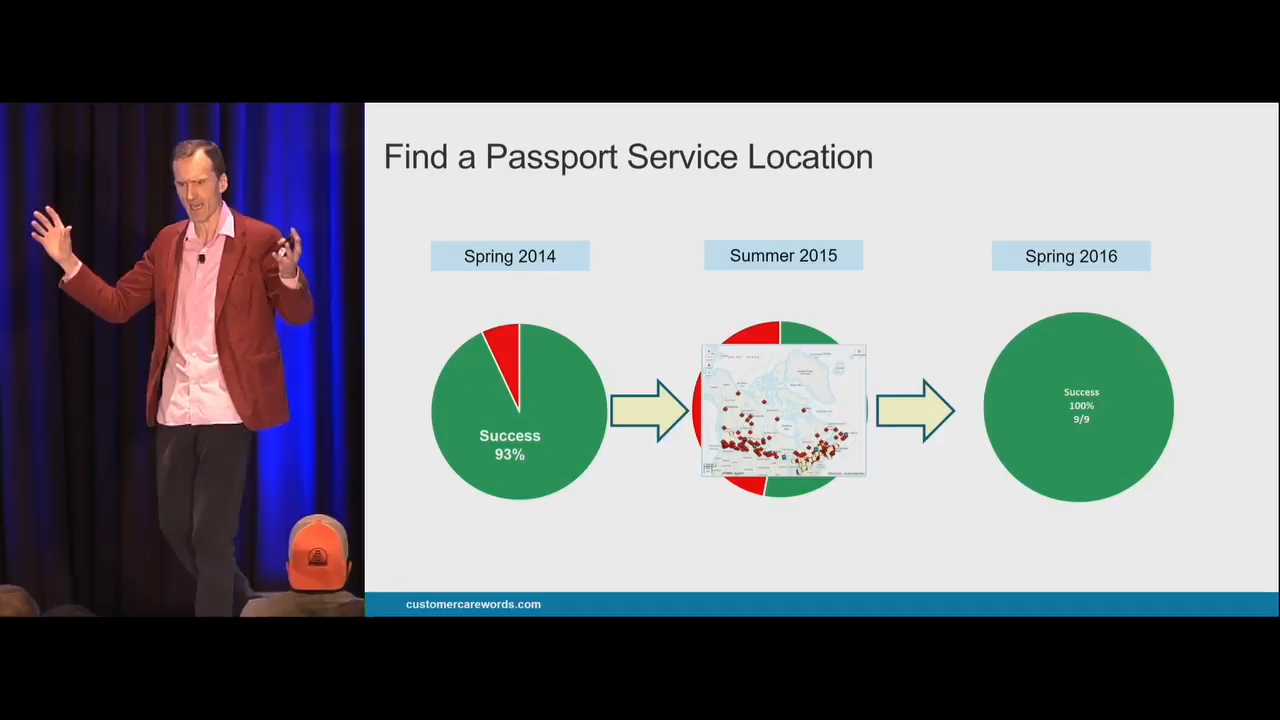 Find a Passport Service Location
Spring 2014
Summer 2015
Spring 2016
Success
93%
Success
100%
9/9
customercarewords.com